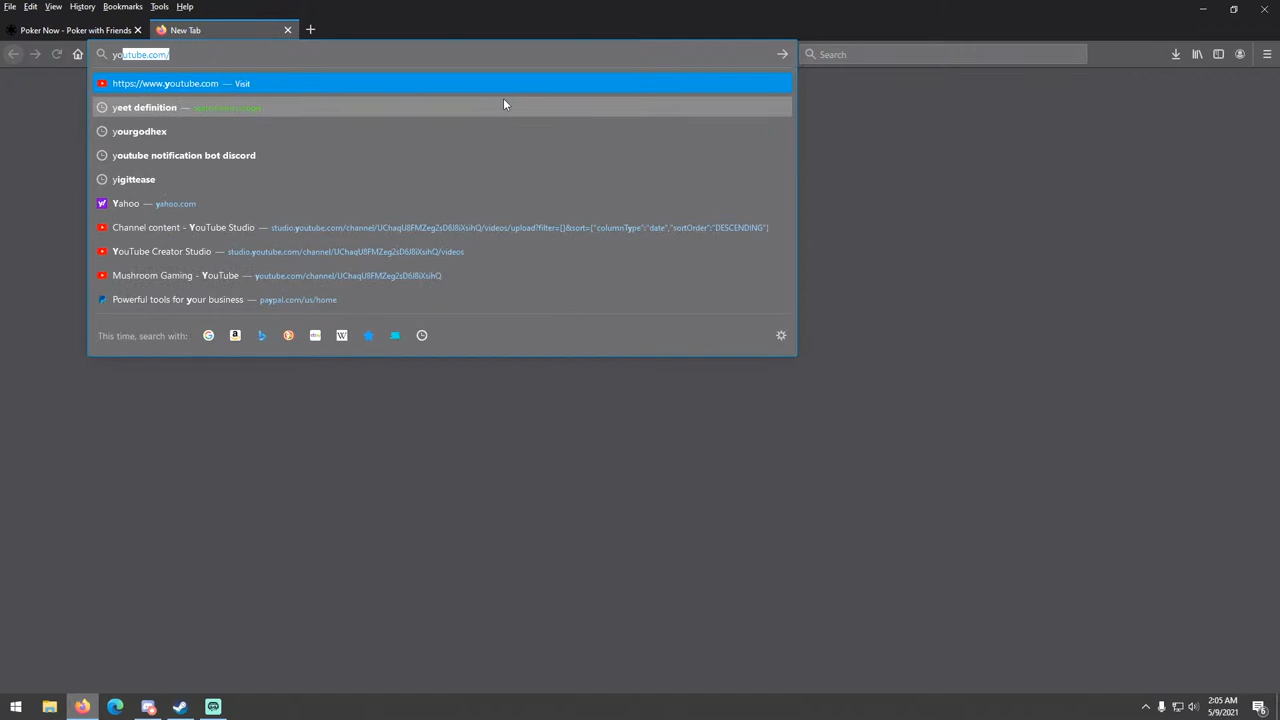 File Edit View History Bookmarks Tools Help
Poker Now - Poker with Friends
New Tab
youtube.com/
Search
https://www.youtube.com — Visit
yeet definition —
yourgodhex
youtube notification bot discord
yigittease
Yahoo — yahoo.com
Channel content - YouTube Studio — studio.youtube.com/channel/UChaqU8FMZeg2sD6J8iXsihQ/videos/upload?filter=[]&sort={"columnType":"date","sortOrder":"DESCENDING"}
YouTube Creator Studio — studio.youtube.com/channel/UChaqU8FMZeg2sD6J8iXsihQ/videos
Mushroom Gaming - YouTube — youtube.com/channel/UChaqU8FMZeg2sD6J8iXsihQ
Powerful tools for your business — paypal.com/us/home
This time, search with:
2:05 AM
5/9/2021